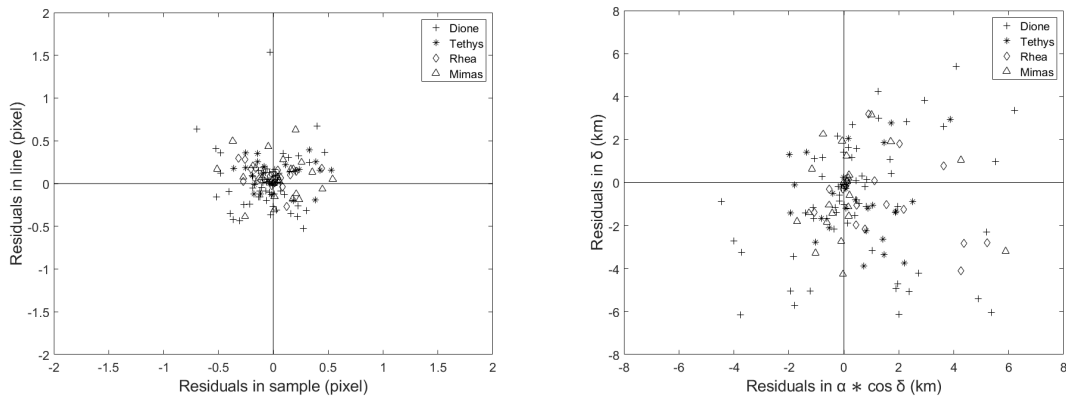 2
1.5
1
0.5
0
-0.5
-1
-1.5
-2
-2 -1.5 -1 -0.5 0 0.5 1 1.5 2
Residuals in line (pixel)
Residuals in sample (pixel)
Dione
Tethys
Rhea
Mimas
8
6
4
2
0
-2
-4
-6
-8
-8 -6 -4 -2 0 2 4 6 8
Residuals in δ (km)
Residuals in α ∗ cos δ (km)
Dione
Tethys
Rhea
Mimas